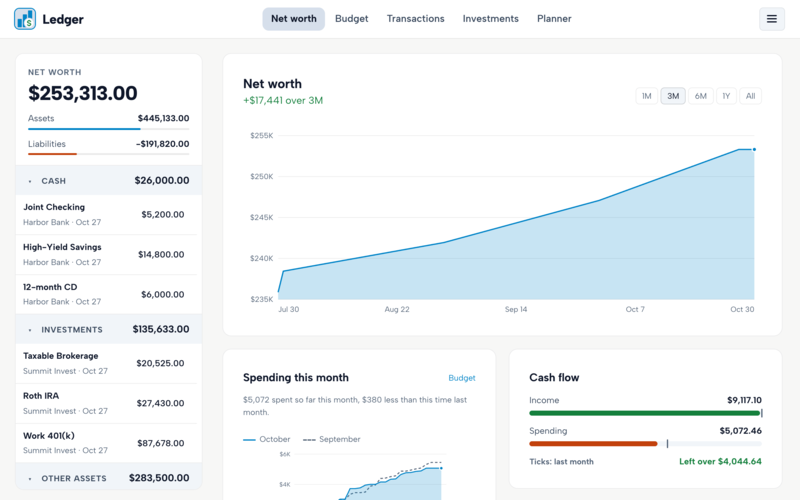 Ledger
Net worth
Budget
Transactions
Investments
Planner
NET WORTH
$253,313.00
Assets $445,133.00
Liabilities -$191,820.00
CASH $26,000.00
Joint Checking
Harbor Bank · Oct 27
$5,200.00
High-Yield Savings
Harbor Bank · Oct 27
$14,800.00
12-month CD
Harbor Bank · Oct 27
$6,000.00
INVESTMENTS $135,633.00
Taxable Brokerage
Summit Invest · Oct 27
$20,525.00
Roth IRA
Summit Invest · Oct 27
$27,430.00
Work 401(k)
Summit Invest · Oct 27
$87,678.00
OTHER ASSETS $283,500.00
Net worth
+$17,441 over 3M
1M 3M 6M 1Y All
$255K
$250K
$245K
$240K
$235K
Jul 30 Aug 22 Sep 14 Oct 7 Oct 30
Spending this month
Budget
$5,072 spent so far this month, $380 less than this time last
month.
October September
$6K
$4K
Cash flow
Income $9,117.10
Spending $5,072.46
Ticks: last month Left over $4,044.64